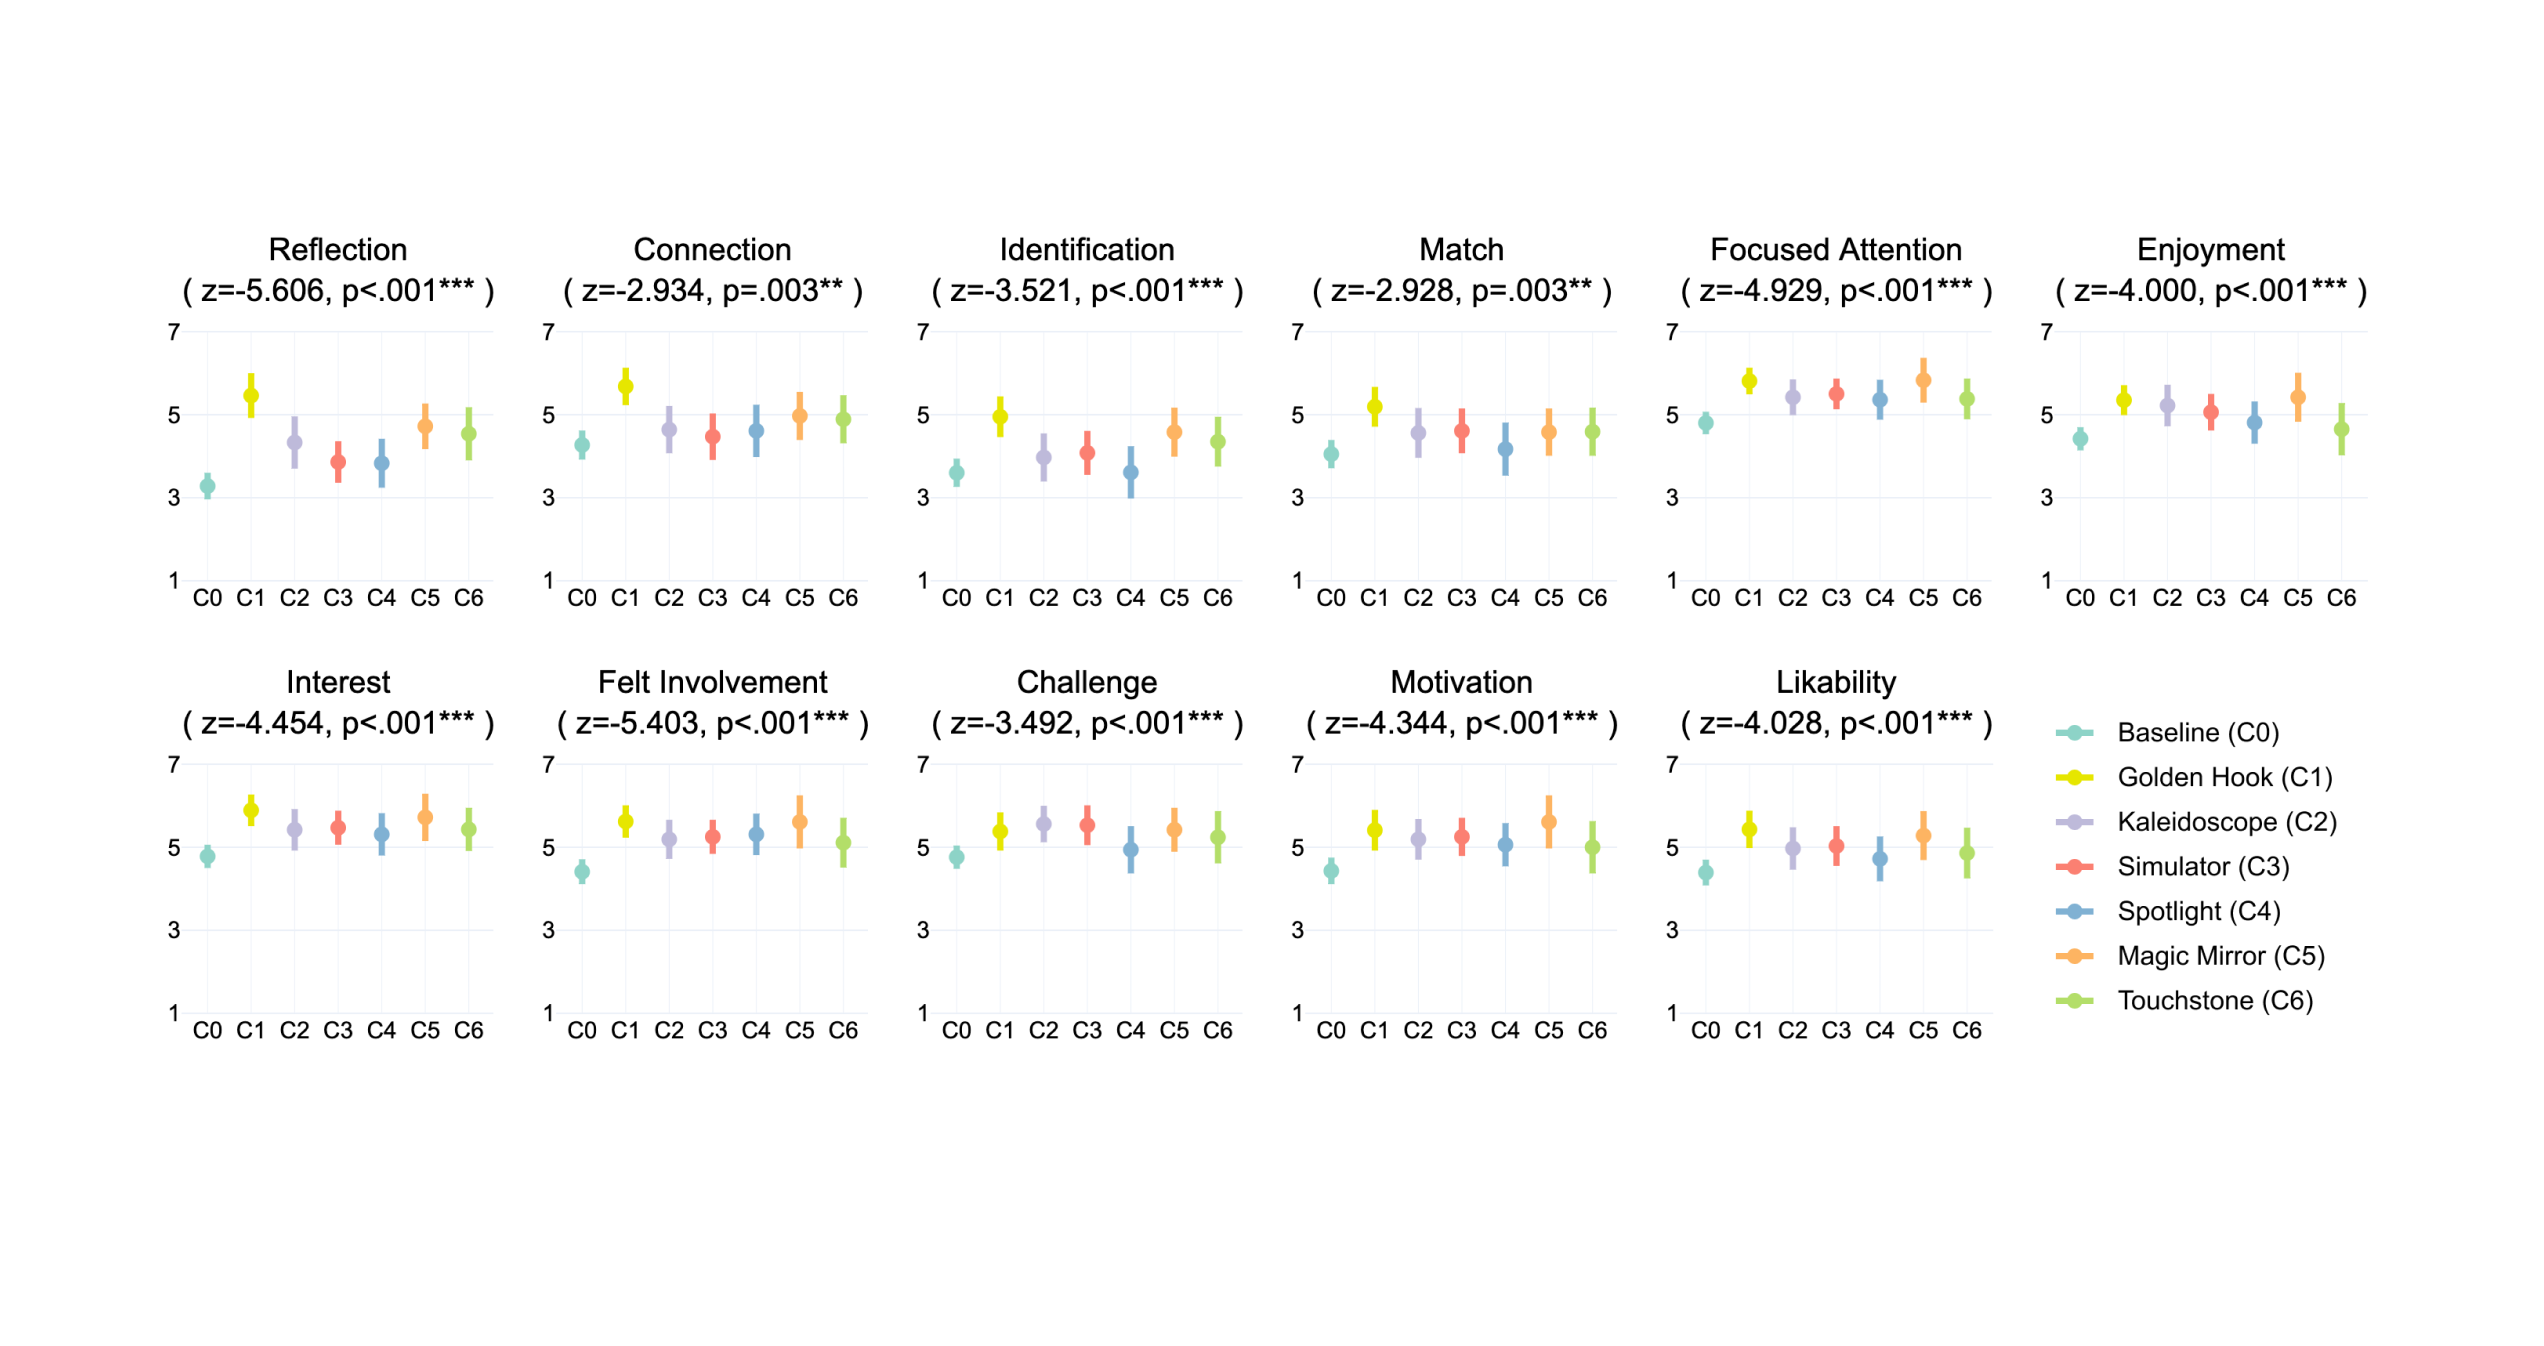 Reflection
( z=-5.606, p<.001*** )
7
5
3
1
C0 C1 C2 C3 C4 C5 C6
Connection
( z=-2.934, p=.003** )
7
5
3
1
C0 C1 C2 C3 C4 C5 C6
Identification
( z=-3.521, p<.001*** )
7
5
3
1
C0 C1 C2 C3 C4 C5 C6
Match
( z=-2.928, p=.003** )
7
5
3
1
C0 C1 C2 C3 C4 C5 C6
Focused Attention
( z=-4.929, p<.001*** )
7
5
3
1
C0 C1 C2 C3 C4 C5 C6
Enjoyment
( z=-4.000, p<.001*** )
7
5
3
1
C0 C1 C2 C3 C4 C5 C6
Interest
( z=-4.454, p<.001*** )
7
5
3
1
C0 C1 C2 C3 C4 C5 C6
Felt Involvement
( z=-5.403, p<.001*** )
7
5
3
1
C0 C1 C2 C3 C4 C5 C6
Challenge
( z=-3.492, p<.001*** )
7
5
3
1
C0 C1 C2 C3 C4 C5 C6
Motivation
( z=-4.344, p<.001*** )
7
5
3
1
C0 C1 C2 C3 C4 C5 C6
Likability
( z=-4.028, p<.001*** )
7
5
3
1
C0 C1 C2 C3 C4 C5 C6
Baseline (C0)
Golden Hook (C1)
Kaleidoscope (C2)
Simulator (C3)
Spotlight (C4)
Magic Mirror (C5)
Touchstone (C6)